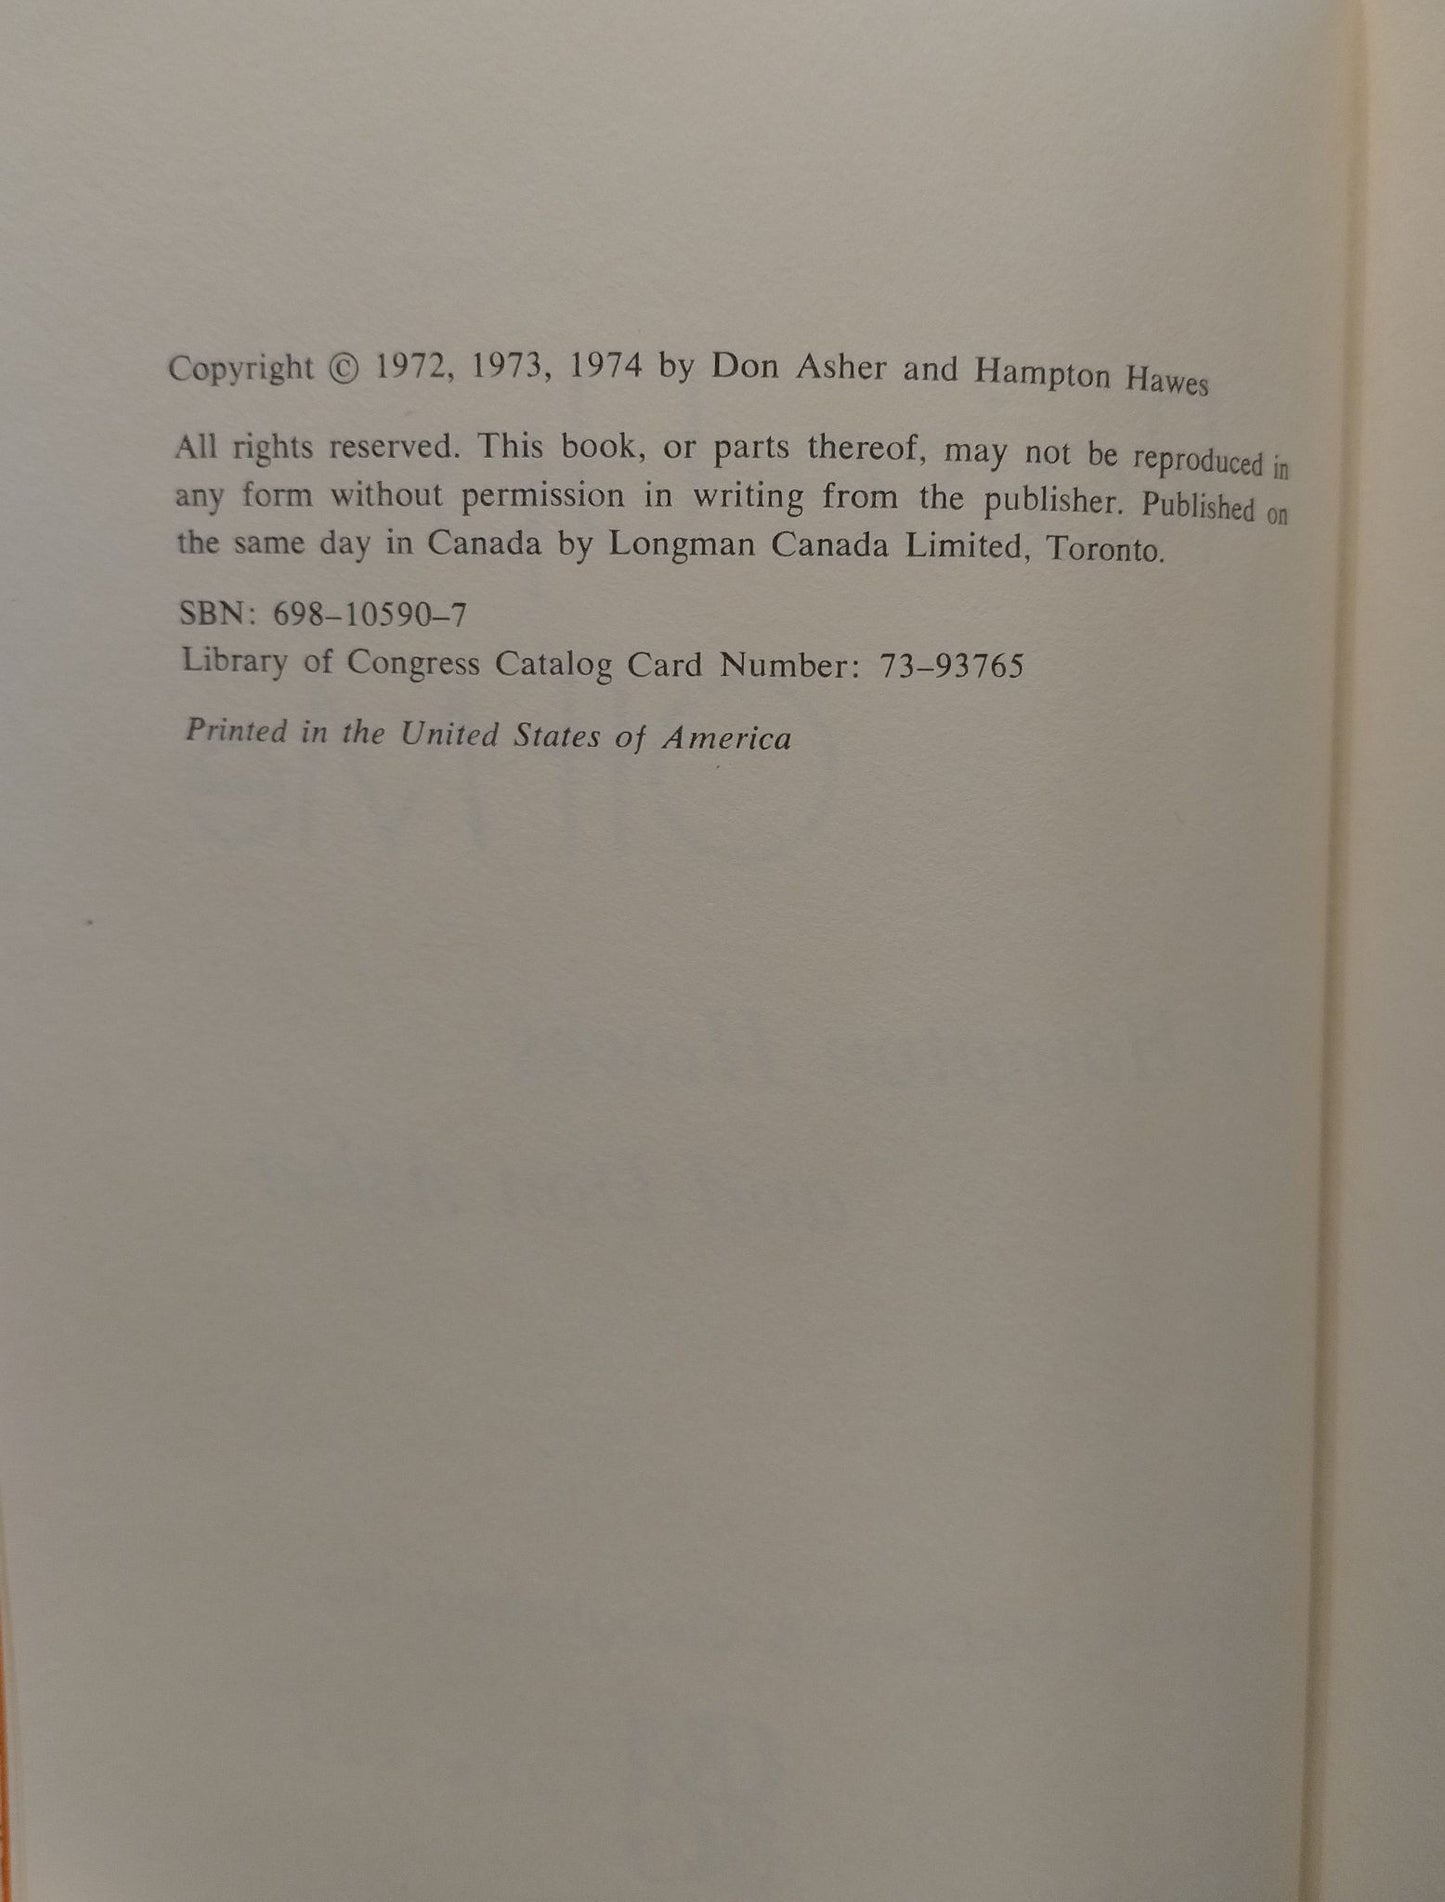 Copyright © 1972, 1973, 1974 by Don Asher and Hampton Hawes
All rights reserved. This book, or parts thereof, may not be reproduced in
any form without permission in writing from the publisher. Published on
the same day in Canada by Longman Canada Limited, Toronto.
SBN: 698–10590–7
Library of Congress Catalog Card Number: 73–93765
Printed in the United States of America